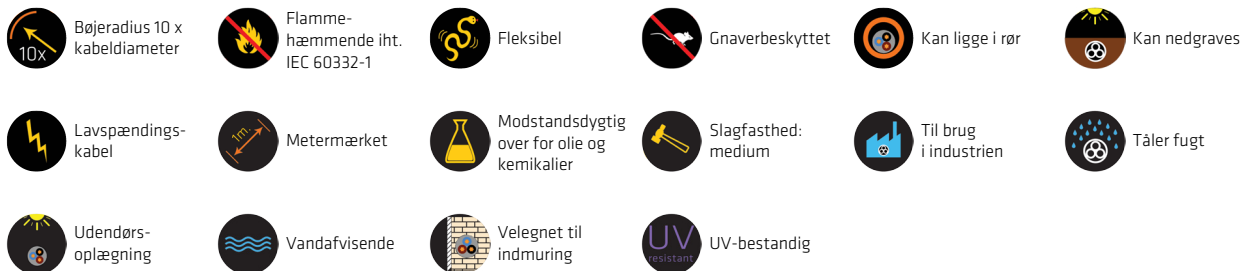 10x
Bøjeradius 10 x
kabeldiameter
Flamme-
hæmmende iht.
IEC 60332-1
Fleksibel
Gnaverbeskyttet
Kan ligge i rør
Kan nedgraves
Lavspændings-
kabel
1m.
Metermærket
Modstandsdygtig
over for olie og
kemikalier
Slagfasthed:
medium
Til brug
i industrien
Tåler fugt
Udendørs-
oplægning
Vandafvisende
Velegnet til
indmuring
UV
resistant
UV-bestandig